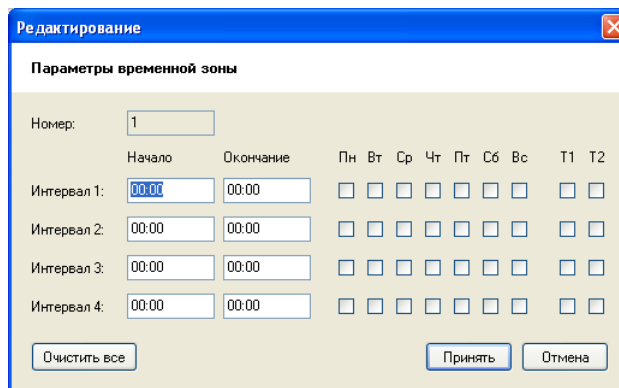 Редактирование
Параметры временной зоны
Номер: 1
Начало Окончание Пн Вт Ср Чт Пт Сб Вс Т1 Т2
Интервал 1: 00:00 00:00
Интервал 2: 00:00 00:00
Интервал 3: 00:00 00:00
Интервал 4: 00:00 00:00
Очистить все Принять Отмена